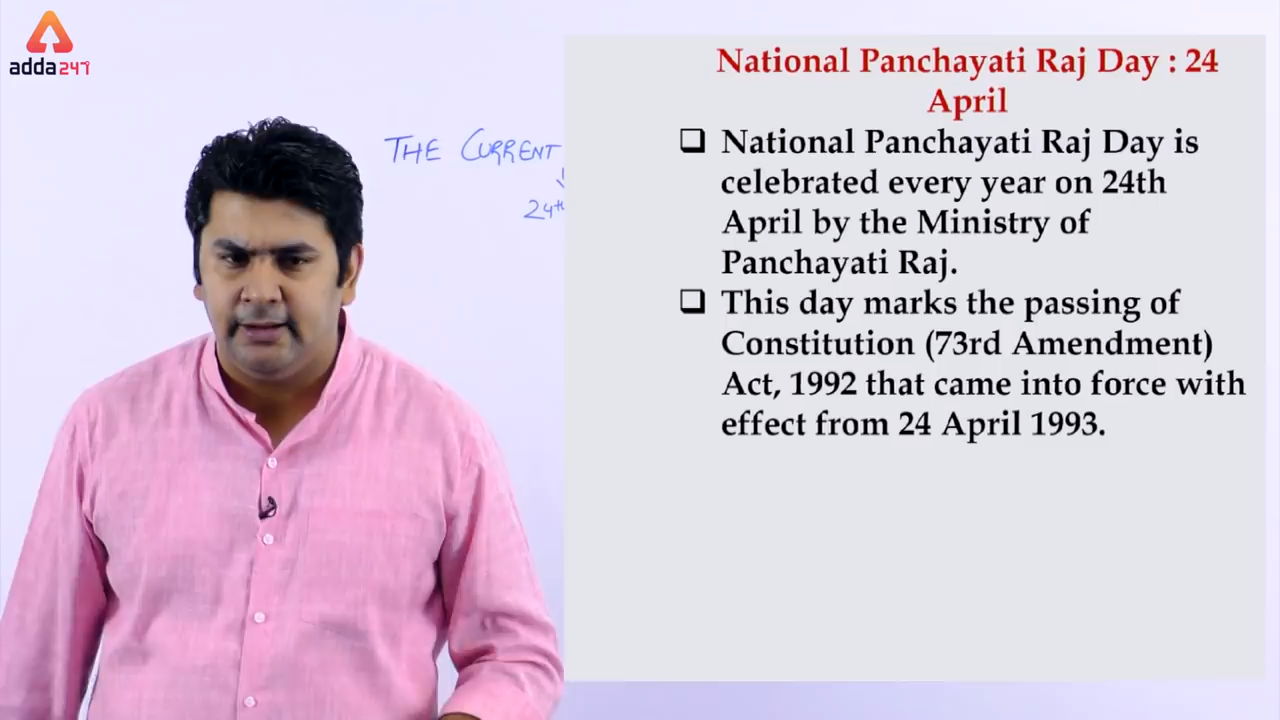 adda247
THE CURRENT
24th
National Panchayati Raj Day : 24
April
❑ National Panchayati Raj Day is
celebrated every year on 24th
April by the Ministry of
Panchayati Raj.
❑ This day marks the passing of
Constitution (73rd Amendment)
Act, 1992 that came into force with
effect from 24 April 1993.